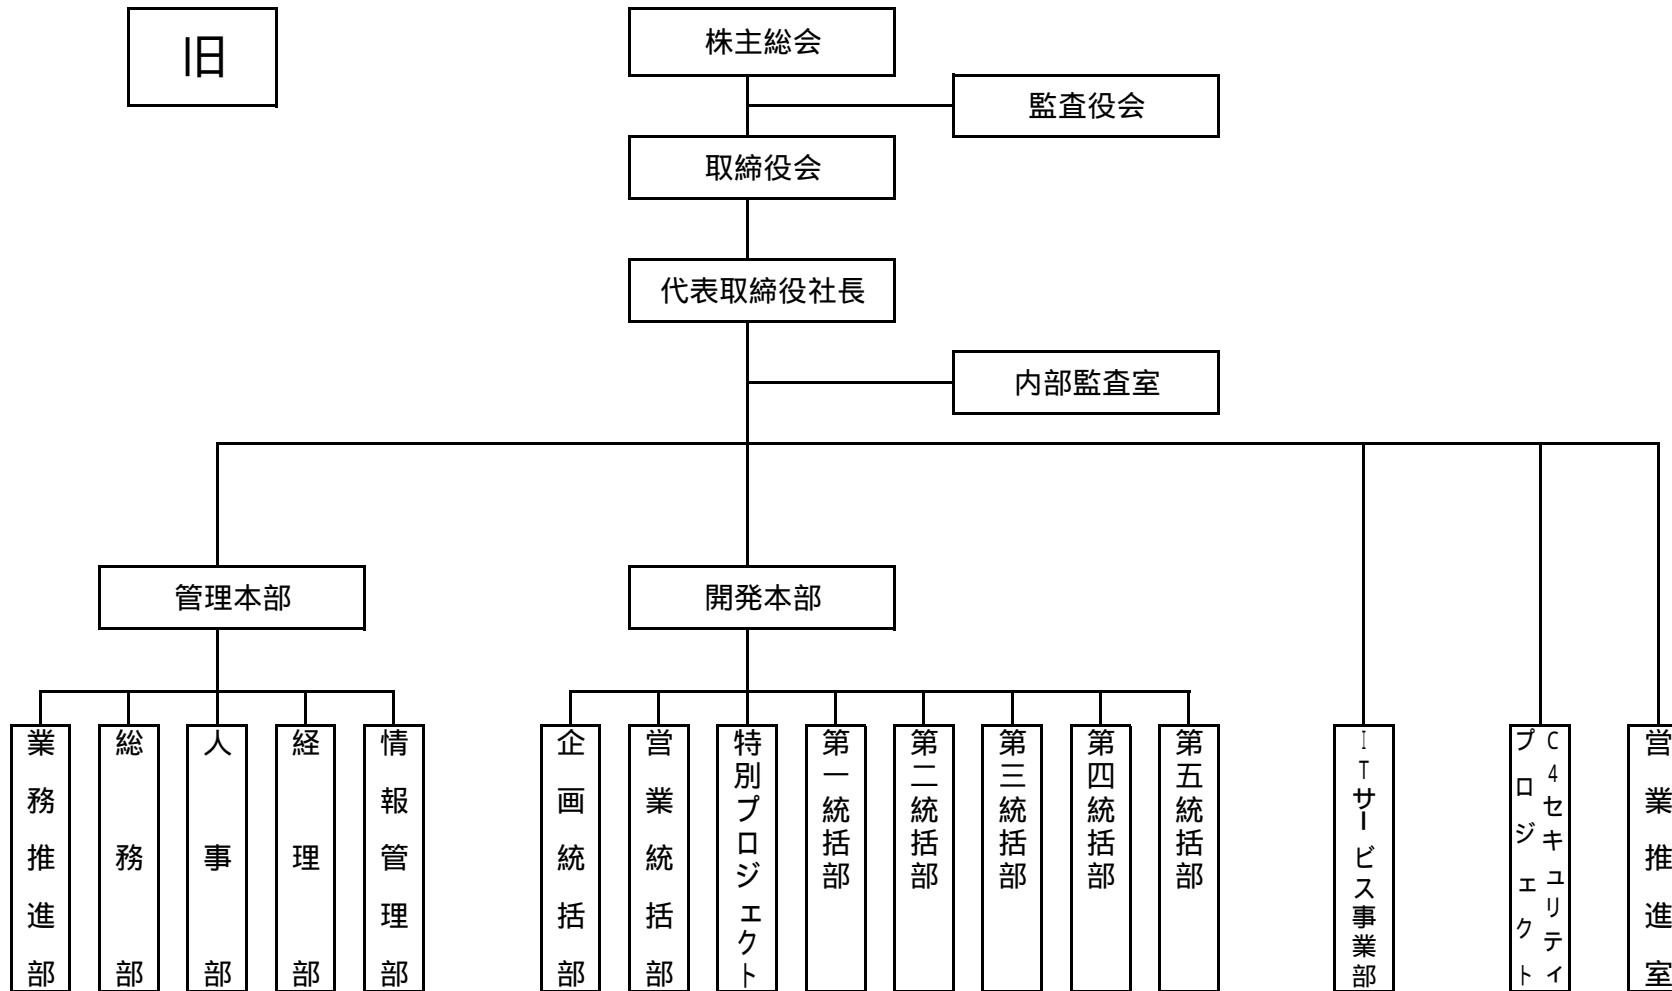 旧
株主総会
監査役会
取締役会
代表取締役社長
内部監査室
管理本部
開発本部
業務推進部
総務部
人事部
経理部
情報管理部
企画統括部
営業統括部
特別プロジェクト
第一統括部
第二統括部
第三統括部
第四統括部
第五統括部
ITサービス事業部
C4セキュリティ
プロジェクト
営業推進室